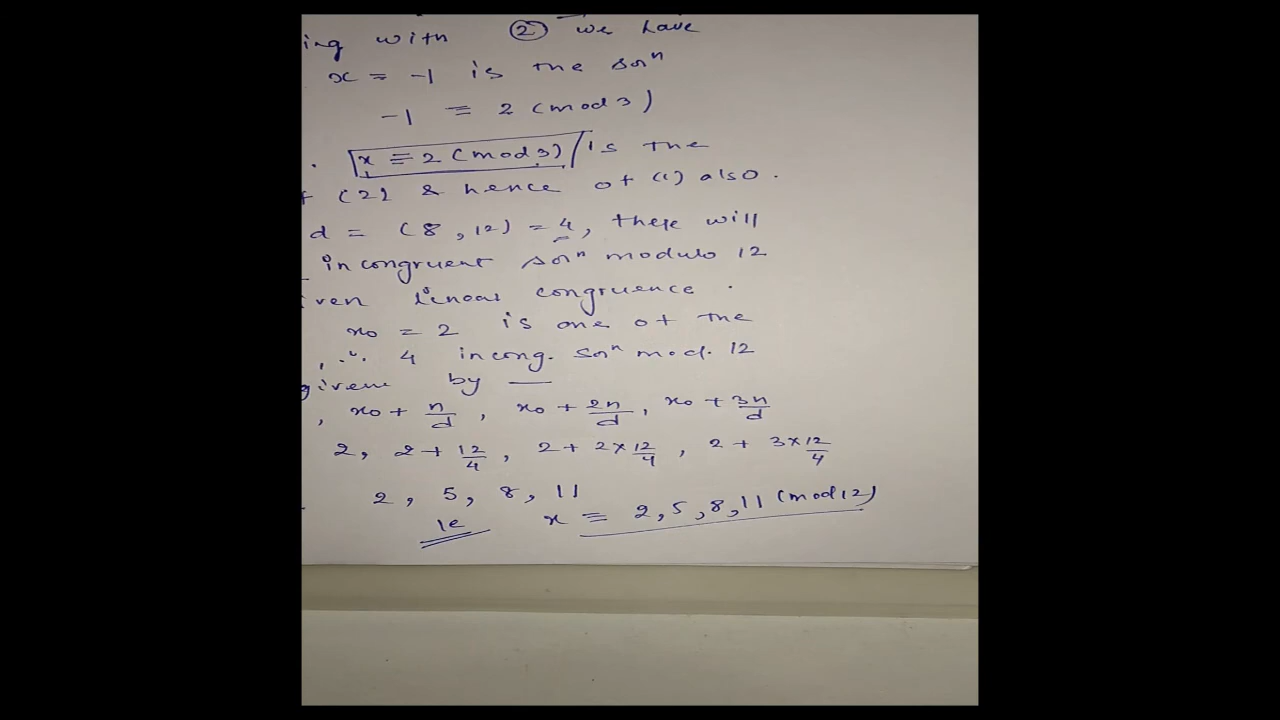 ing with ② we have
x = -1 is the solⁿ
-1 ≡ 2 (mod 3)
. x ≡ 2 (mod 3) is the
(2) & hence of (1) also.
d = (8, 12) = 4, there will
incongruent solⁿ modulo 12
iven linear congruence.
x₀ = 2 is one of the
, ∴ 4 incong. solⁿ mod. 12
given by —
, x₀ + n/d, x₀ + 2n/d, x₀ + 3n/d
2, 2 + 12/4, 2 + 2×12/4, 2 + 3×12/4
2, 5, 8, 11
ie x ≡ 2, 5, 8, 11 (mod 12)